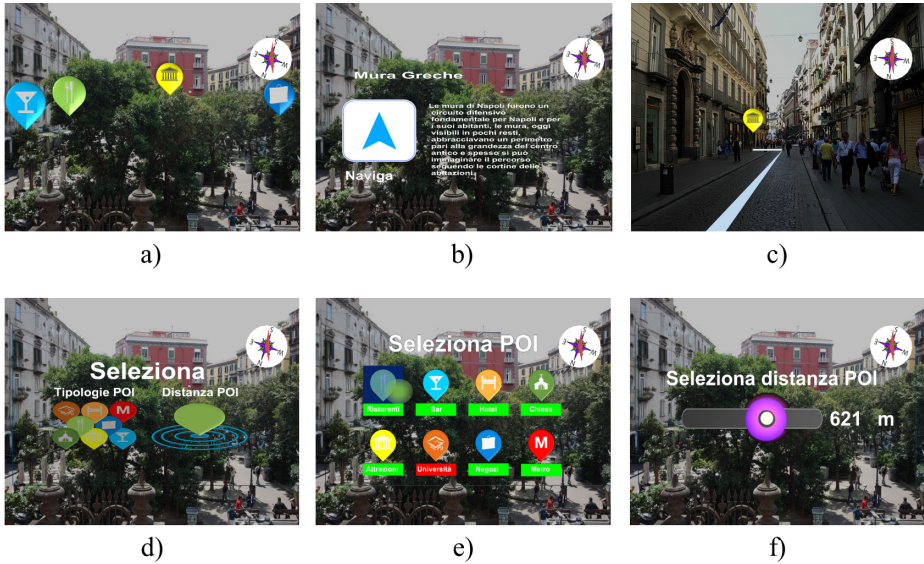 S
E
W
N
S
Mura Greche
E
W
N
Le mura di Napoli furono un
circuito difensivo
fondamentale per Napoli e per
i suoi abitanti, le mura, oggi
visibili in pochi resti,
abbracciavano un perimetro
pari alla grandezza del centro
antico e spesso si può
immaginare il percorso
seguendo le cortine delle
abitazioni.
Naviga
S
E
W
N
a)
b)
c)
S
E
W
N
Seleziona
Tipologie POI
Distanza POI
M
S
Seleziona POI
E
W
N
Ristoranti
Bar
Hotel
Chiese
M
Attrazioni
Università
Negozi
Metro
S
E
W
N
Seleziona distanza POI
621 m
d)
e)
f)